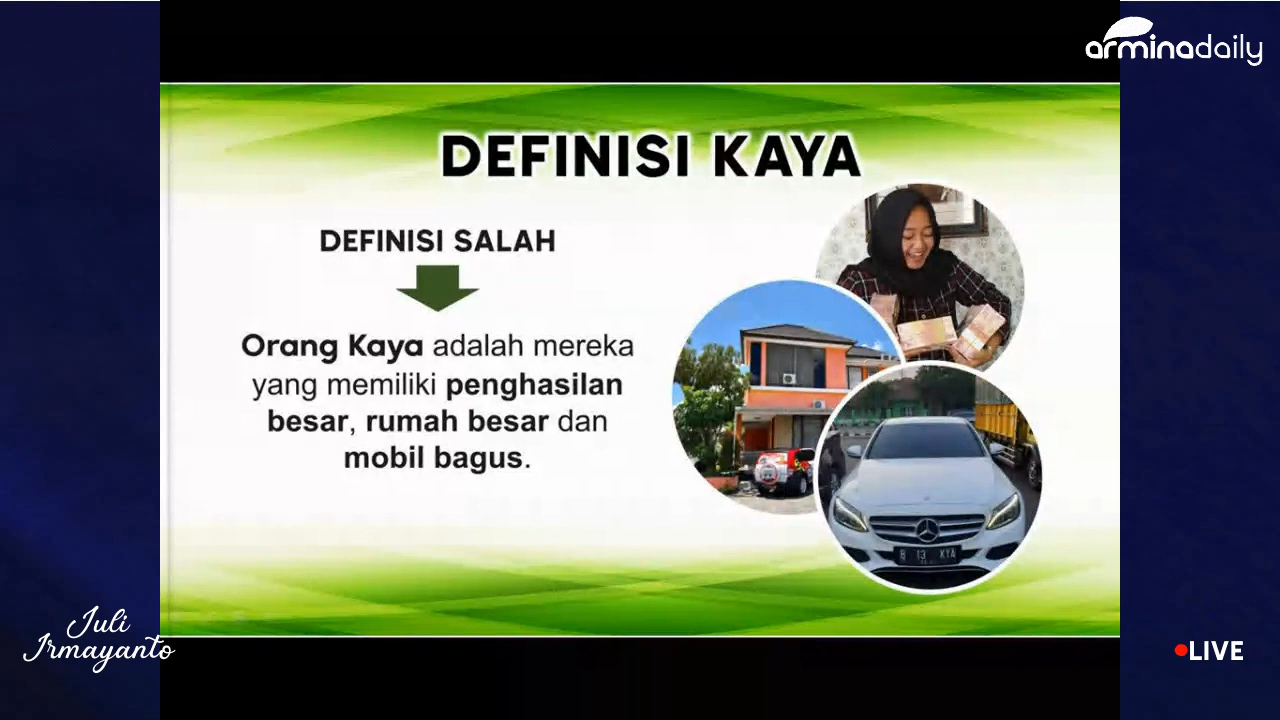 arminadaily
DEFINISI KAYA
DEFINISI SALAH
Orang Kaya adalah mereka
yang memiliki penghasilan
besar, rumah besar dan
mobil bagus.
B 13 KYA
Juli
Irmayanto
LIVE